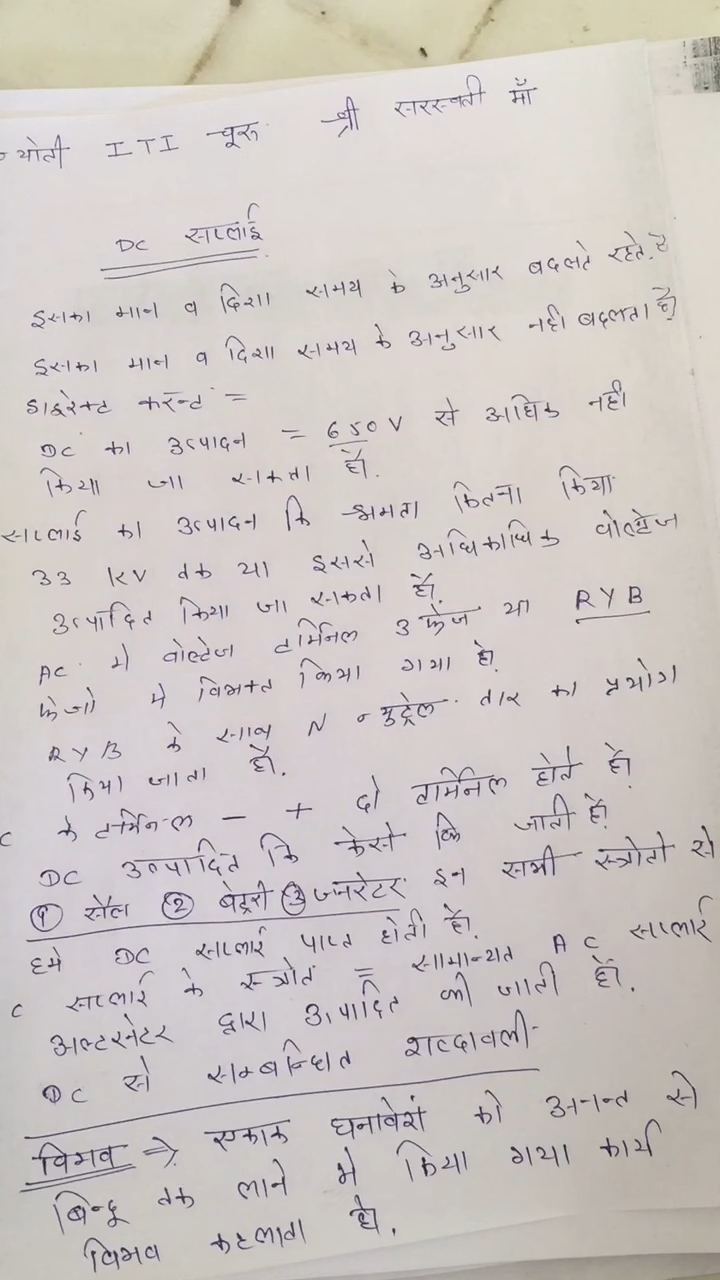 ज्योती ITI चूरू श्री सरस्वती माँ
DC सप्लाई
इसका मान व दिशा समय के अनुसार बदलते रहते है
इसका मान व दिशा समय के अनुसार नही बदलता है
डाइरेक्ट करंन्ट =
DC का उत्पादन = 650V से अधिक नही
किया जा सकता है.
सप्लाई का उत्पादन कि क्षमता कितना किया
33 KV तक या इससे अधिकाधिक वोल्टेज
उत्पादित किया जा सकता है.
AC में वोल्टेज टर्मिनल 3 फेज या RYB
फेजो मे विभक्त किया गया है.
RYB के साथ N न्युट्रेल तार का प्रयोग
किया जाता है.
C के टर्मिनल - + दो टार्मिनल होते है.
DC उत्पादित कि केसे कि जाती है.
① सैल ② बेट्ररी ③ जनरेटर इन सभी स्त्रोतो से
हमे DC सप्लाई पाप्त होती है.
C सप्लाई के स्त्रोत = सामान्यत AC सप्लाई
अल्टरनेटर द्वारा उत्पादित की जाती है.
DC से सम्बन्धित शब्दावली-
विभव ⇒ एकाक धनावेश को अनन्त से
बिन्दू तक लाने मे किया गया कार्य
विभव कहलाता है.